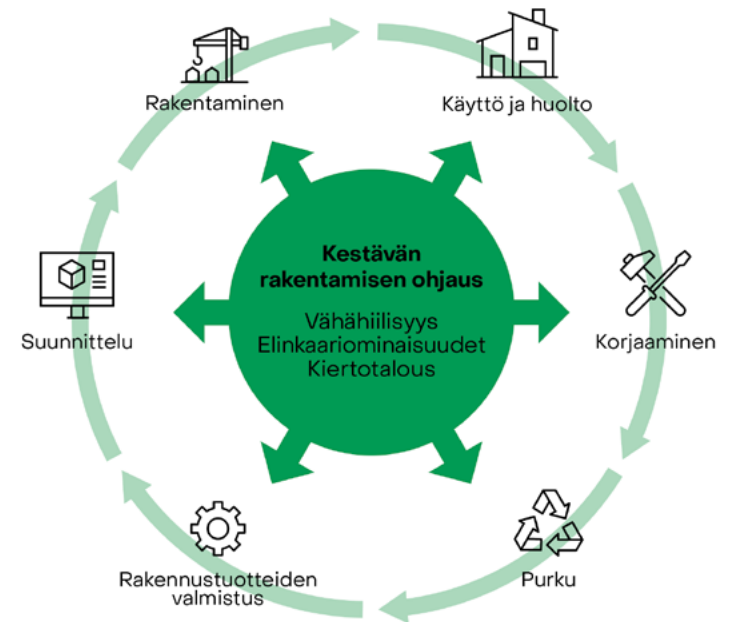 Rakentaminen
Käyttö ja huolto
Kestävän
rakentamisen ohjaus
Vähähiilisyys
Elinkaariominaisuudet
Kiertotalous
Suunnittelu
Korjaaminen
Rakennustuotteiden
valmistus
Purku